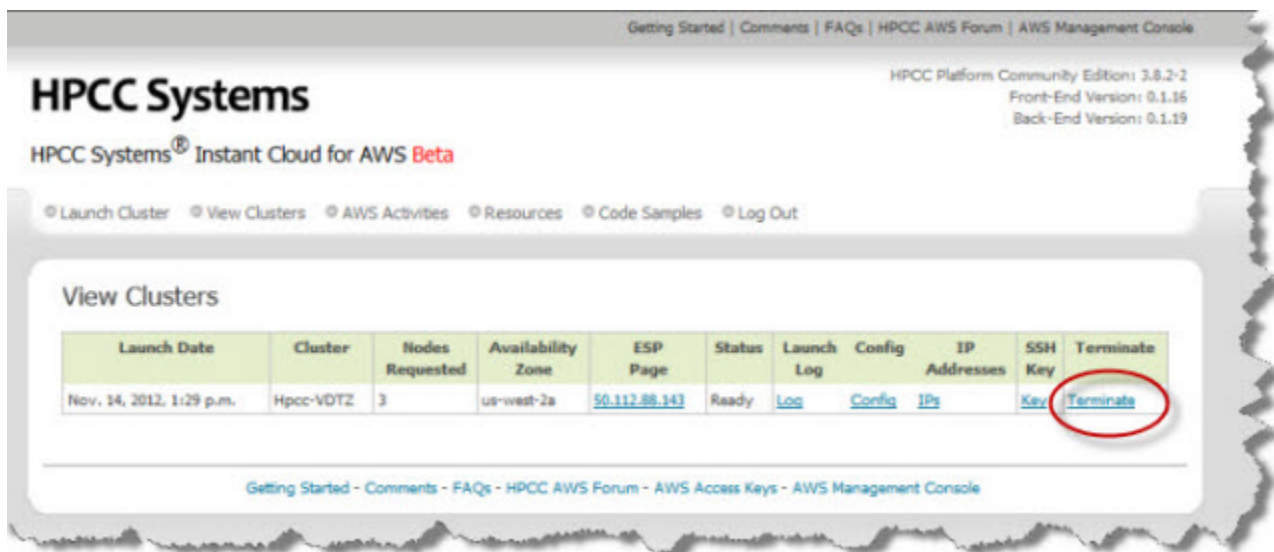 Getting Started | Comments | FAQs | HPCC AWS Forum | AWS Management Console
HPCC Systems
HPCC Platform Community Edition: 3.8.2-2
Front-End Version: 0.1.16
Back-End Version: 0.1.19
HPCC Systems® Instant Cloud for AWS Beta
Launch Cluster View Clusters AWS Activities Resources Code Samples Log Out
View Clusters
Launch Date Cluster Nodes Requested Availability Zone ESP Page Status Launch Log Config IP Addresses SSH Key Terminate
Nov. 14, 2012, 1:29 p.m. Hpcc-VDTZ 3 us-west-2a 50.112.88.143 Ready Log Config IPs Key Terminate
Getting Started - Comments - FAQs - HPCC AWS Forum - AWS Access Keys - AWS Management Console